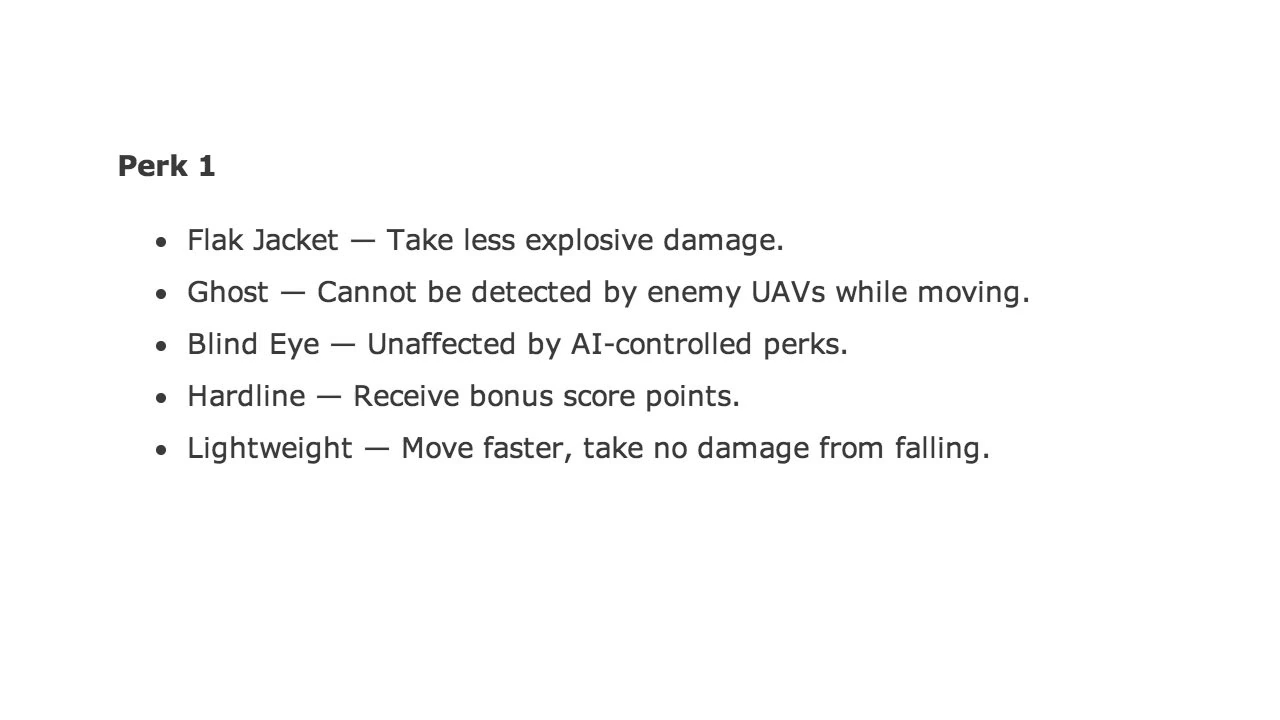 Perk 1
• Flak Jacket — Take less explosive damage.
• Ghost — Cannot be detected by enemy UAVs while moving.
• Blind Eye — Unaffected by AI-controlled perks.
• Hardline — Receive bonus score points.
• Lightweight — Move faster, take no damage from falling.